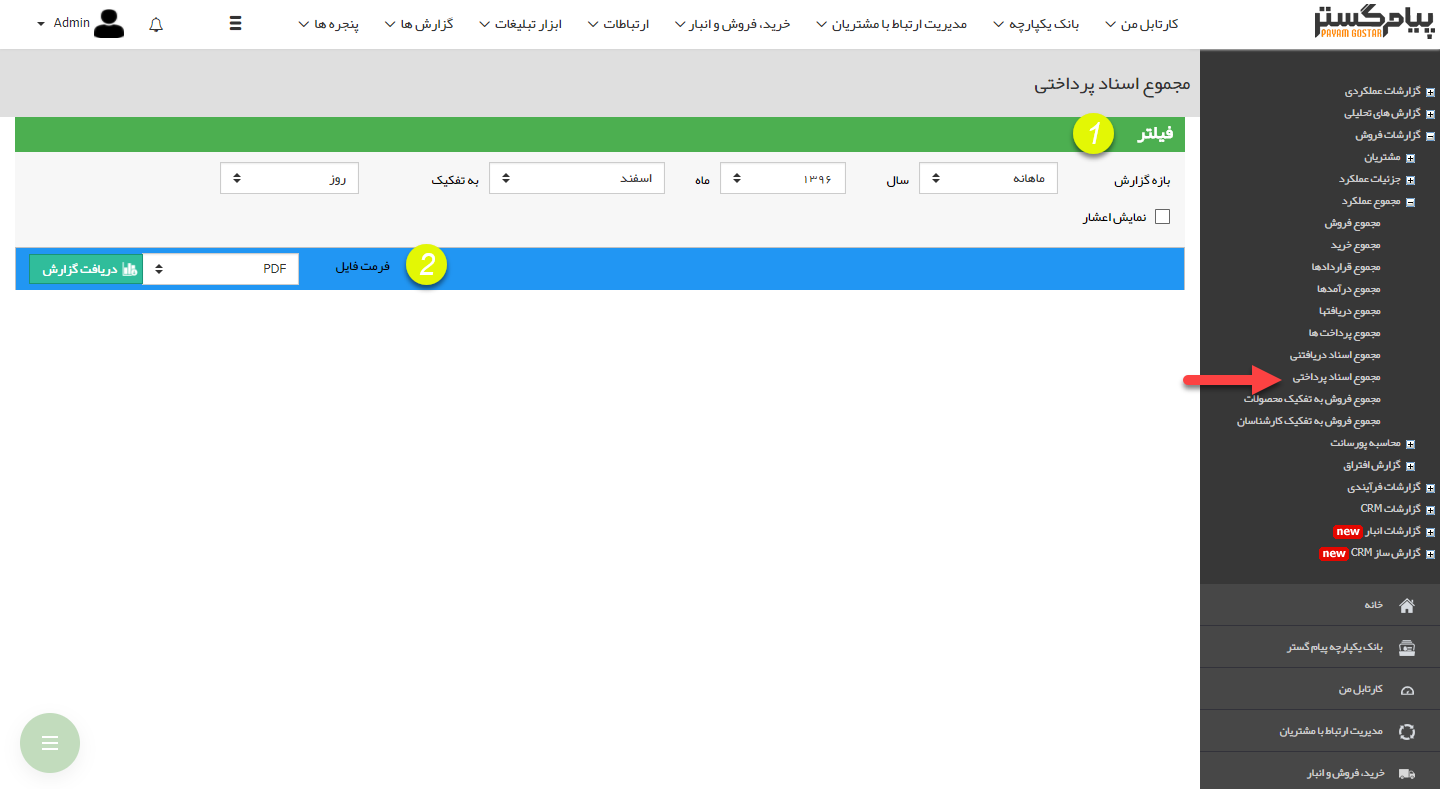 پیام‌گستر
PAYAM GOSTAR
کارتابل من
بانک یکپارچه
مدیریت ارتباط با مشتریان
خرید، فروش و انبار
ارتباطات
ابزار تبلیغات
گزارش ها
پنجره ها
Admin
مجموع اسناد پرداختی
فیلتر
1
بازه گزارش ماهانه سال ۱۳۹۶ ماه اسفند به تفکیک روز
نمایش اعشار
2
فرمت فایل PDF دریافت گزارش
گزارشات عملکردی
گزارش های تحلیلی
گزارشات فروش
مشتریان
جزئیات عملکرد
مجموع عملکرد
مجموع فروش
مجموع خرید
مجموع قراردادها
مجموع درآمدها
مجموع دریافتها
مجموع پرداخت ها
مجموع اسناد دریافتنی
مجموع اسناد پرداختی
مجموع فروش به تفکیک محصولات
مجموع فروش به تفکیک کارشناسان
محاسبه پورسانت
گزارش افتراق
گزارشات فرآیندی
گزارشات CRM
گزارشات انبار new
گزارش ساز CRM new
خانه
بانک یکپارچه پیام گستر
کارتابل من
مدیریت ارتباط با مشتریان
خرید، فروش و انبار